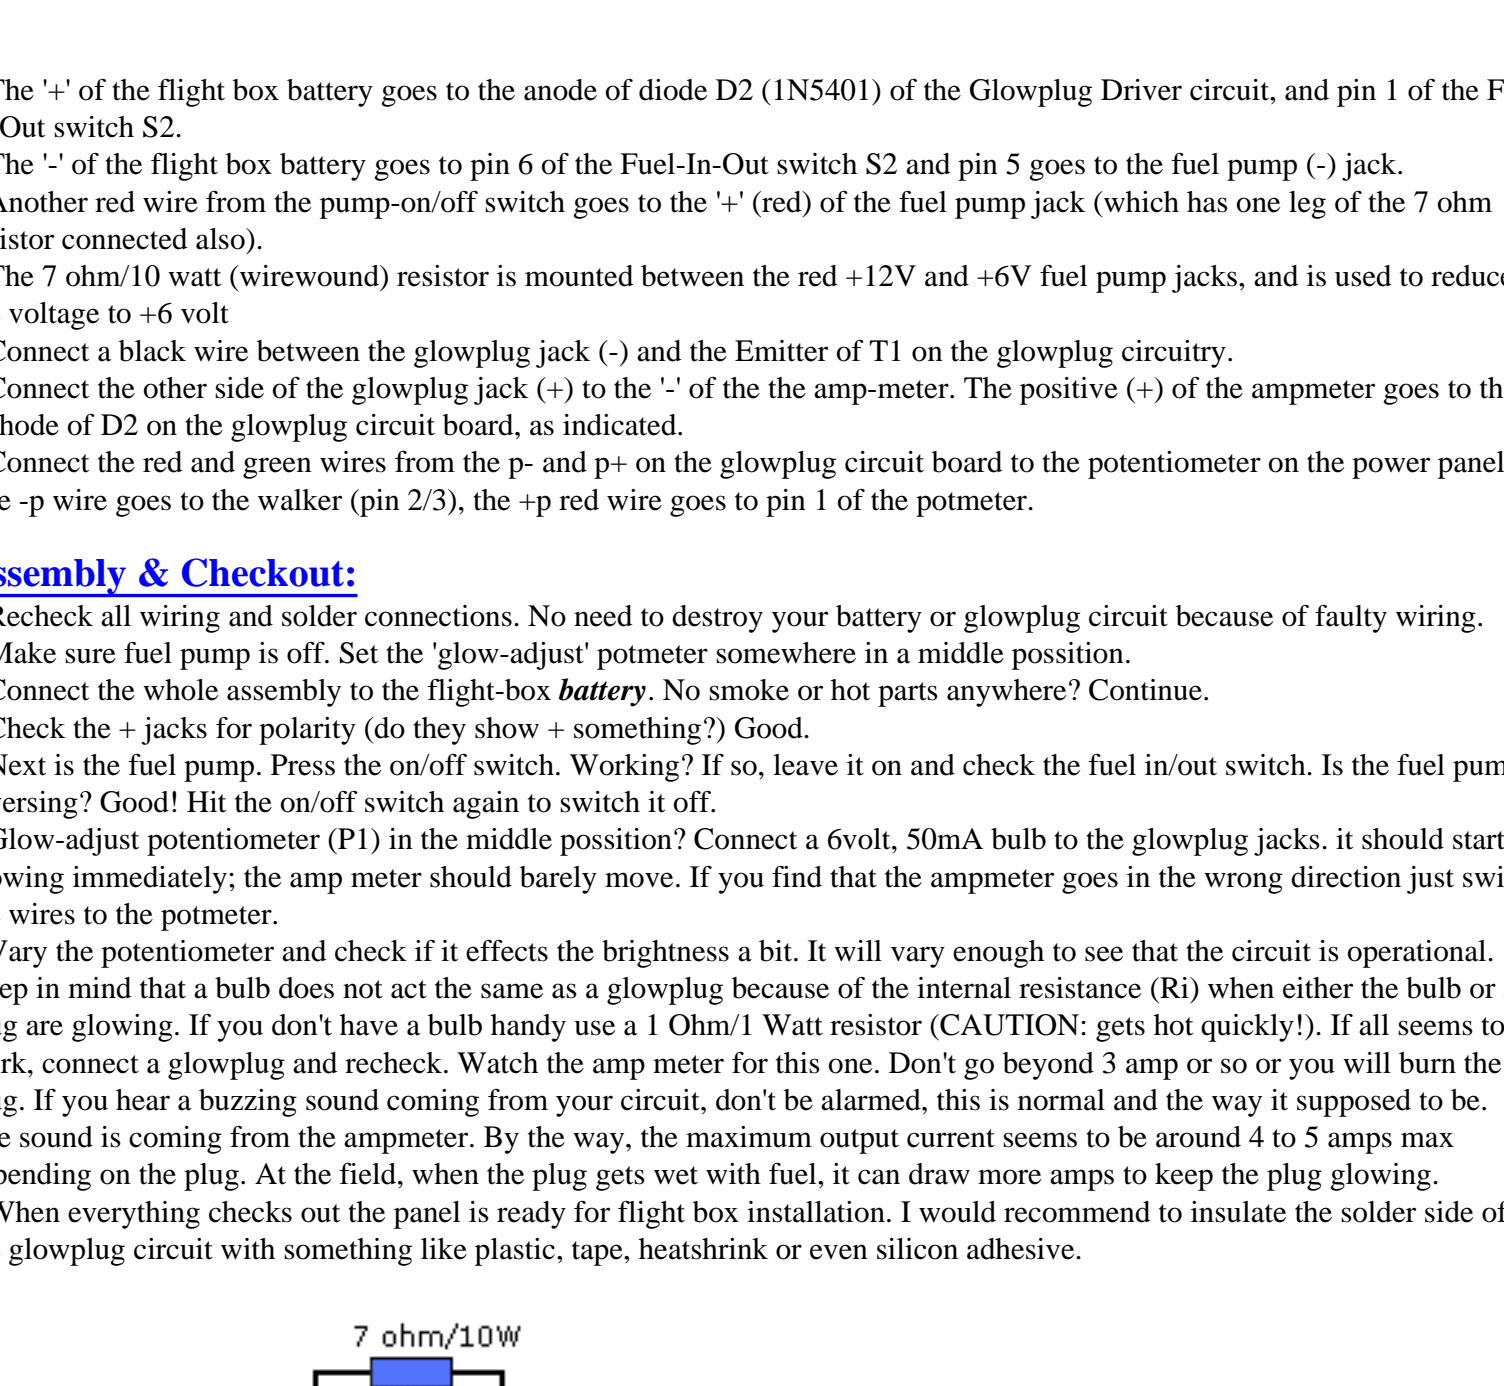 The '+' of the flight box battery goes to the anode of diode D2 (1N5401) of the Glowplug Driver circuit, and pin 1 of the F
Out switch S2.
The '-' of the flight box battery goes to pin 6 of the Fuel-In-Out switch S2 and pin 5 goes to the fuel pump (-) jack.
Another red wire from the pump-on/off switch goes to the '+' (red) of the fuel pump jack (which has one leg of the 7 ohm
istor connected also).
The 7 ohm/10 watt (wirewound) resistor is mounted between the red +12V and +6V fuel pump jacks, and is used to reduce
voltage to +6 volt
Connect a black wire between the glowplug jack (-) and the Emitter of T1 on the glowplug circuitry.
Connect the other side of the glowplug jack (+) to the '-' of the the amp-meter. The positive (+) of the ampmeter goes to th
hode of D2 on the glowplug circuit board, as indicated.
Connect the red and green wires from the p- and p+ on the glowplug circuit board to the potentiometer on the power panel
e -p wire goes to the walker (pin 2/3), the +p red wire goes to pin 1 of the potmeter.
ssembly & Checkout:
Recheck all wiring and solder connections. No need to destroy your battery or glowplug circuit because of faulty wiring.
Make sure fuel pump is off. Set the 'glow-adjust' potmeter somewhere in a middle possition.
Connect the whole assembly to the flight-box battery. No smoke or hot parts anywhere? Continue.
Check the + jacks for polarity (do they show + something?) Good.
Next is the fuel pump. Press the on/off switch. Working? If so, leave it on and check the fuel in/out switch. Is the fuel pum
versing? Good! Hit the on/off switch again to switch it off.
Glow-adjust potentiometer (P1) in the middle possition? Connect a 6volt, 50mA bulb to the glowplug jacks. it should start
owing immediately; the amp meter should barely move. If you find that the ampmeter goes in the wrong direction just swi
wires to the potmeter.
Vary the potentiometer and check if it effects the brightness a bit. It will vary enough to see that the circuit is operational.
ep in mind that a bulb does not act the same as a glowplug because of the internal resistance (Ri) when either the bulb or
ug are glowing. If you don't have a bulb handy use a 1 Ohm/1 Watt resistor (CAUTION: gets hot quickly!). If all seems to
rk, connect a glowplug and recheck. Watch the amp meter for this one. Don't go beyond 3 amp or so or you will burn the
ug. If you hear a buzzing sound coming from your circuit, don't be alarmed, this is normal and the way it supposed to be.
e sound is coming from the ampmeter. By the way, the maximum output current seems to be around 4 to 5 amps max
pending on the plug. At the field, when the plug gets wet with fuel, it can draw more amps to keep the plug glowing.
When everything checks out the panel is ready for flight box installation. I would recommend to insulate the solder side of
glowplug circuit with something like plastic, tape, heatshrink or even silicon adhesive.
7 ohm/10W